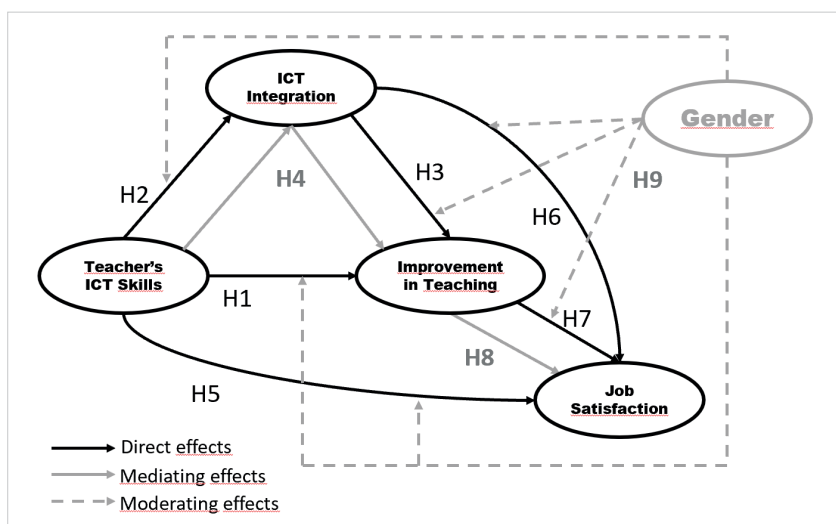 ICT
Integration
Gender
H2
H4
H3
H9
H6
Teacher's
ICT Skills
Improvement
in Teaching
H1
H7
H8
H5
Job
Satisfaction
Direct effects
Mediating effects
Moderating effects